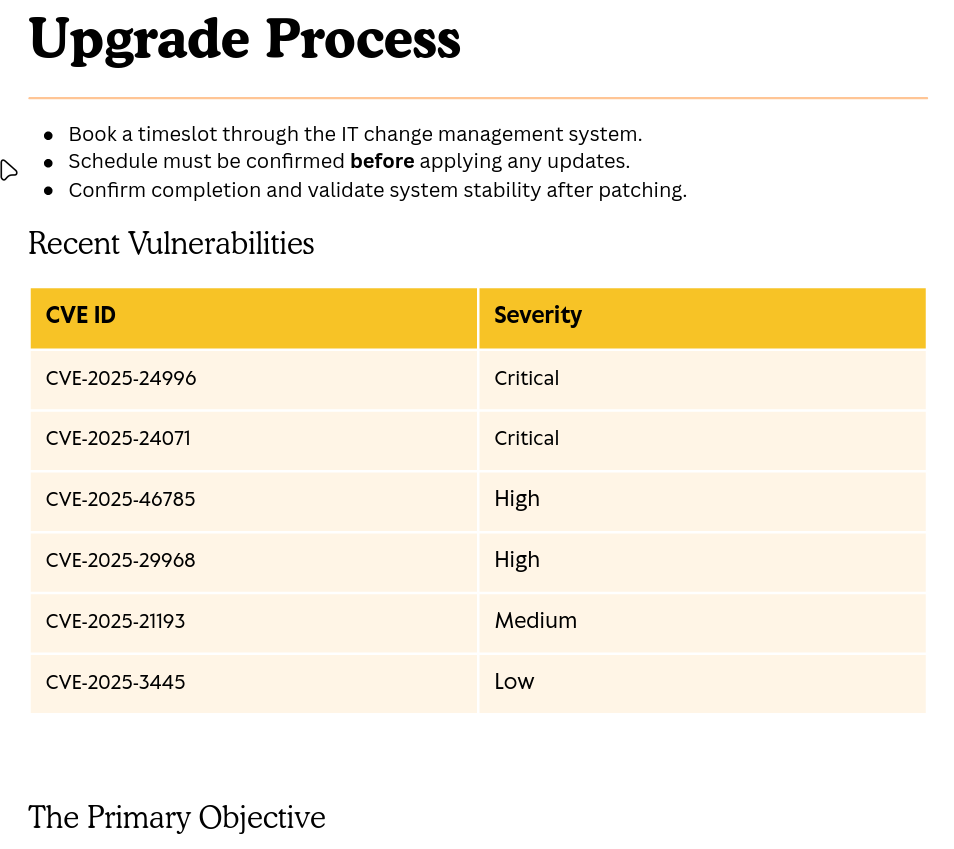 Upgrade Process
● Book a timeslot through the IT change management system.
● Schedule must be confirmed before applying any updates.
● Confirm completion and validate system stability after patching.
Recent Vulnerabilities
CVE ID Severity
CVE-2025-24996 Critical
CVE-2025-24071 Critical
CVE-2025-46785 High
CVE-2025-29968 High
CVE-2025-21193 Medium
CVE-2025-3445 Low
The Primary Objective